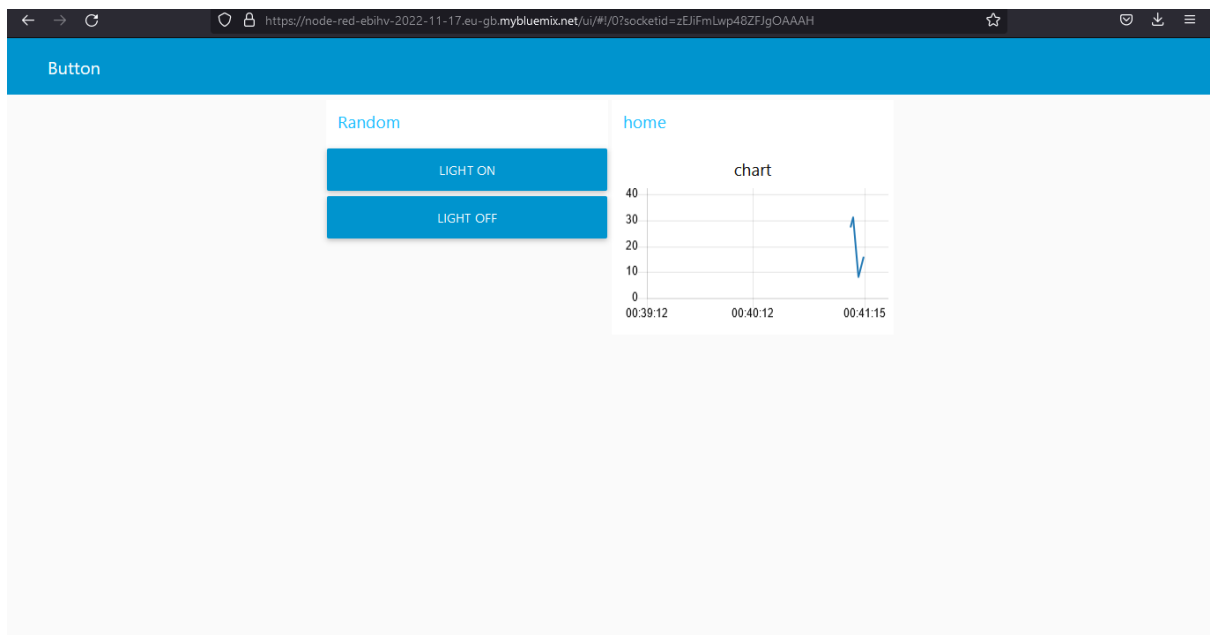 https://node-red-ebihv-2022-11-17.eu-gb.mybluemix.net/ui/#!/0?socketid=zEJiFmLwp48ZFJgOAAAH
Button
Random
LIGHT ON
LIGHT OFF
home
chart
40
30
20
10
0
00:39:12 00:40:12 00:41:15